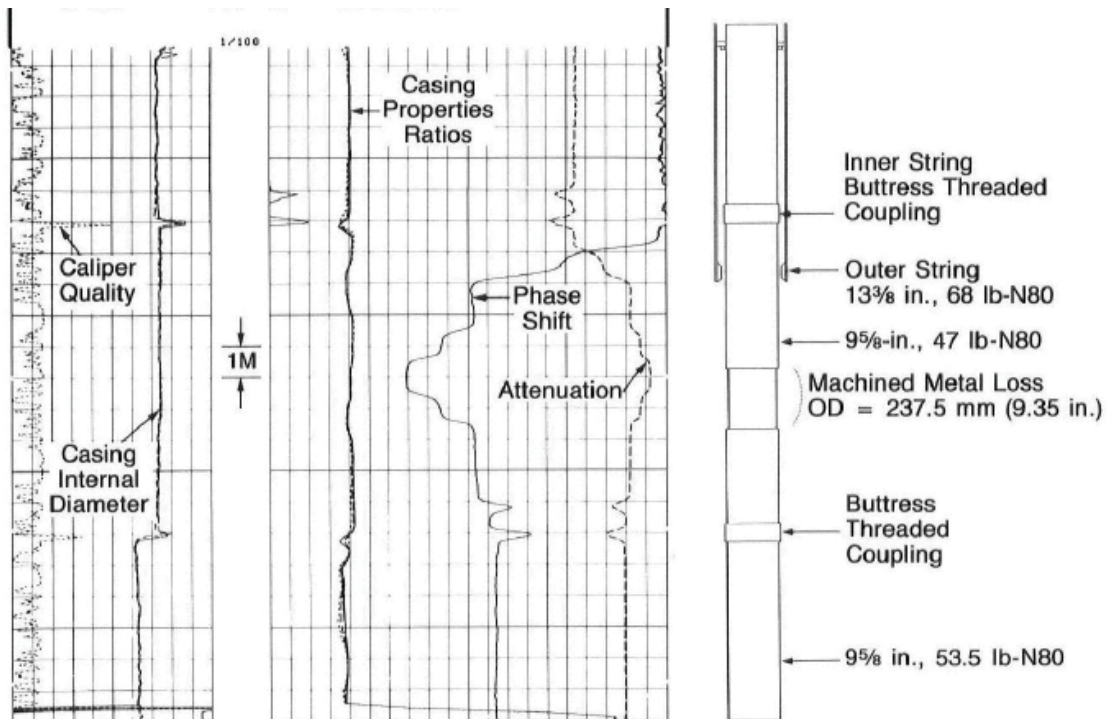 1/100
Casing
Properties
Ratios
Caliper
Quality
Phase
Shift
1M
Attenuation
Casing
Internal
Diameter
Inner String
Buttress Threaded
Coupling
Outer String
13⅜ in., 68 lb-N80
9⅝-in., 47 lb-N80
Machined Metal Loss
OD = 237.5 mm (9.35 in.)
Buttress
Threaded
Coupling
9⅝ in., 53.5 lb-N80